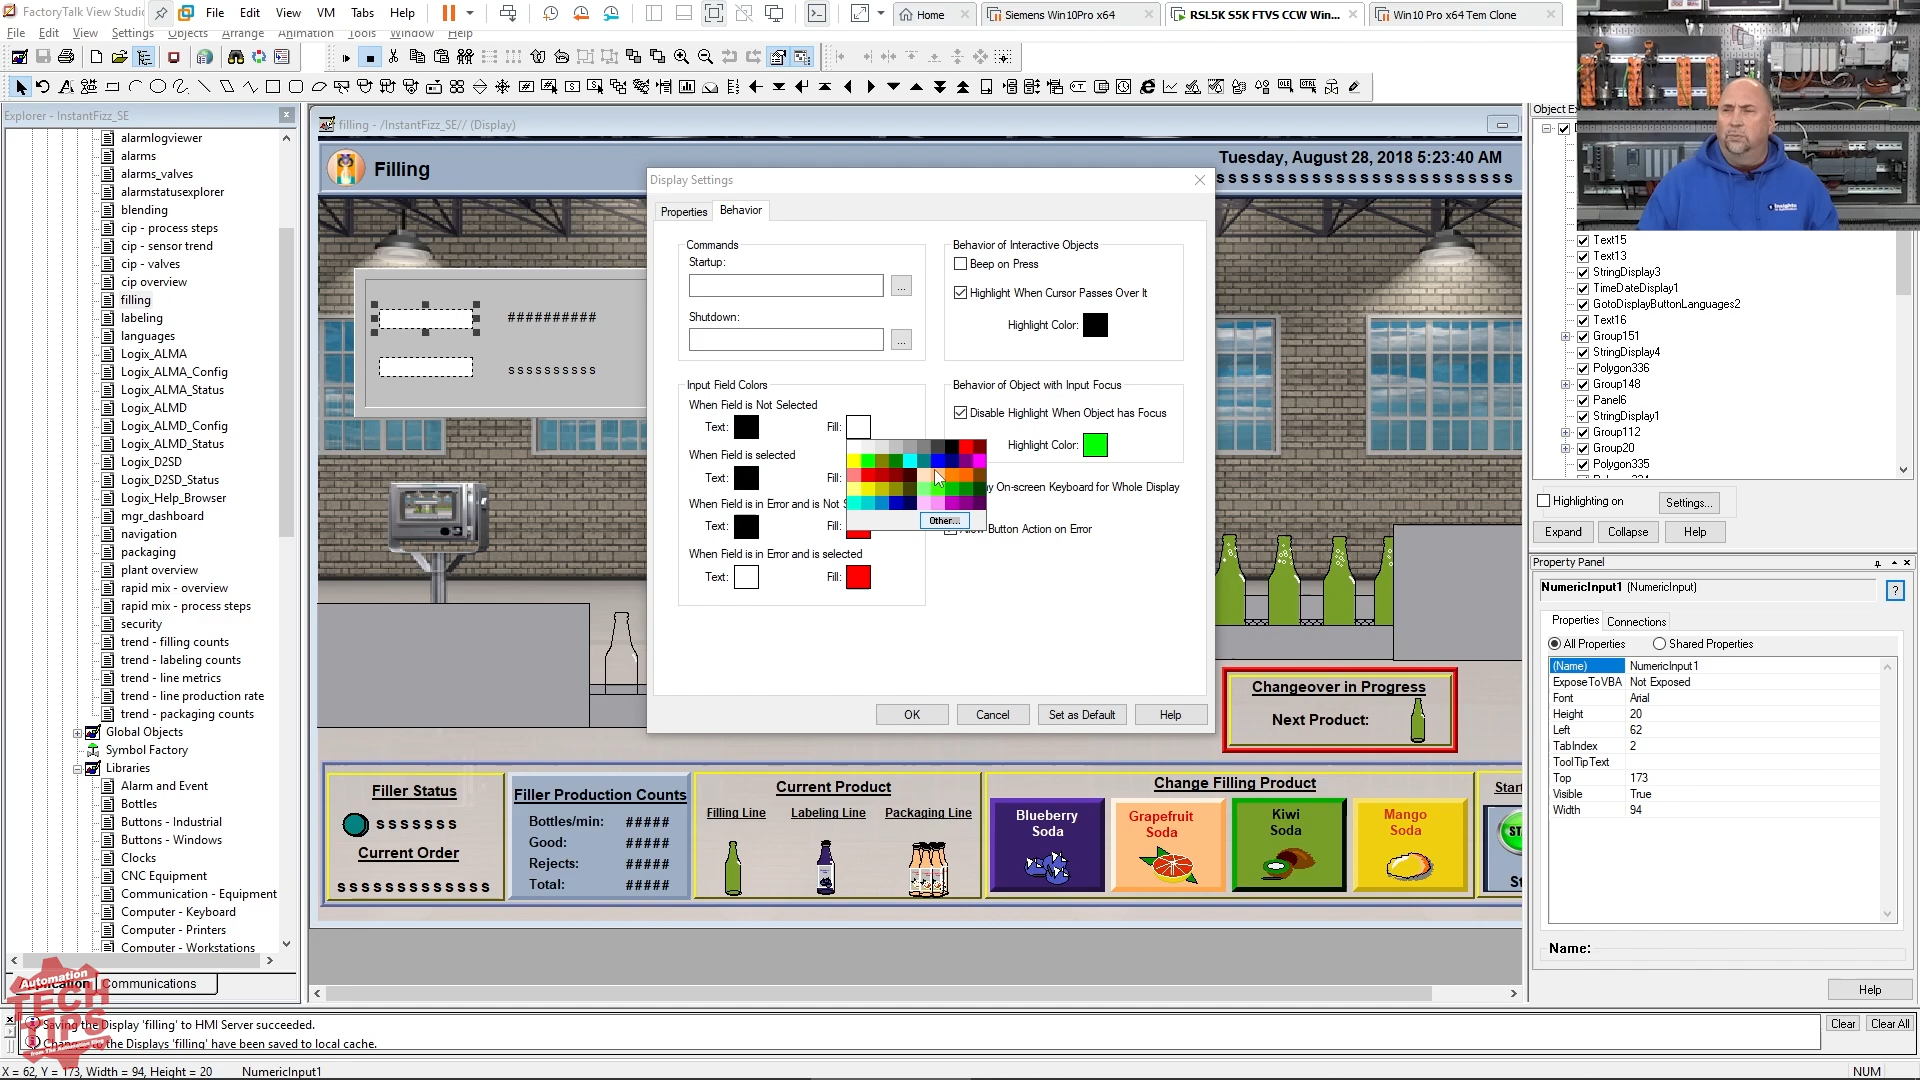 FactoryTalk View Studio
File Edit View VM Tabs Help
Home
Siemens Win10Pro x64
RSL5K S5K FTVS CCW Win...
Win10 Pro x64 Tem Clone
File Edit View Settings Objects Arrange Animation Tools Window Help
Explorer - InstantFizz_SE
alarmlogviewer
alarms
alarms_valves
alarmstatusexplorer
blending
cip - process steps
cip - sensor trend
cip - valves
cip overview
filling
labeling
languages
Logix_ALMA
Logix_ALMA_Config
Logix_ALMA_Status
Logix_ALMD
Logix_ALMD_Config
Logix_ALMD_Status
Logix_D2SD
Logix_D2SD_Status
Logix_Help_Browser
mgr_dashboard
navigation
packaging
plant overview
rapid mix - overview
rapid mix - process steps
security
trend - filling counts
trend - labeling counts
trend - line metrics
trend - line production rate
trend - packaging counts
Global Objects
Symbol Factory
Libraries
Alarm and Event
Bottles
Buttons - Industrial
Buttons - Windows
Clocks
CNC Equipment
Communication - Equipment
Computer - Keyboard
Computer - Printers
Computer - Workstations
Application Communications
Automation
TECH
TIPS
filling - /InstantFizz_SE// (Display)
Filling
Tuesday, August 28, 2018 5:23:40 AM
##########
ssssssssss
Display Settings
Properties Behavior
Commands
Startup:
...
Shutdown:
...
Input Field Colors
When Field is Not Selected
Text: Fill:
When Field is selected
Text: Fill:
When Field is in Error and is Not S
Text: Fill:
When Field is in Error and is selected
Text: Fill:
Other...
Behavior of Interactive Objects
Beep on Press
Highlight When Cursor Passes Over It
Highlight Color:
Behavior of Object with Input Focus
Disable Highlight When Object has Focus
Highlight Color:
On-screen Keyboard for Whole Display
Button Action on Error
OK Cancel Set as Default Help
Changeover in Progress
Next Product:
Filler Status
sssssss
Current Order
sssssssssssss
Filler Production Counts
Bottles/min: #####
Good: #####
Rejects: #####
Total: #####
Current Product
Filling Line Labeling Line Packaging Line
Change Filling Product
Blueberry Soda
Grapefruit Soda
Kiwi Soda
Mango Soda
Text15
Text13
StringDisplay3
TimeDateDisplay1
GotoDisplayButtonLanguages2
Text16
Group151
StringDisplay4
Polygon336
Group148
Panel6
StringDisplay1
Group112
Group20
Polygon335
Highlighting on Settings...
Expand Collapse Help
Property Panel
NumericInput1 (NumericInput)
?
Properties Connections
All Properties Shared Properties
(Name) NumericInput1
ExposeToVBA Not Exposed
Font Arial
Height 20
Left 62
TabIndex 2
ToolTipText
Top 173
Visible True
Width 94
Name:
Help
Saving the Display 'filling' to HMI Server succeeded.
to the Displays 'filling' have been saved to local cache.
Clear Clear All
X = 62, Y = 173, Width = 94, Height = 20 NumericInput1
NUM